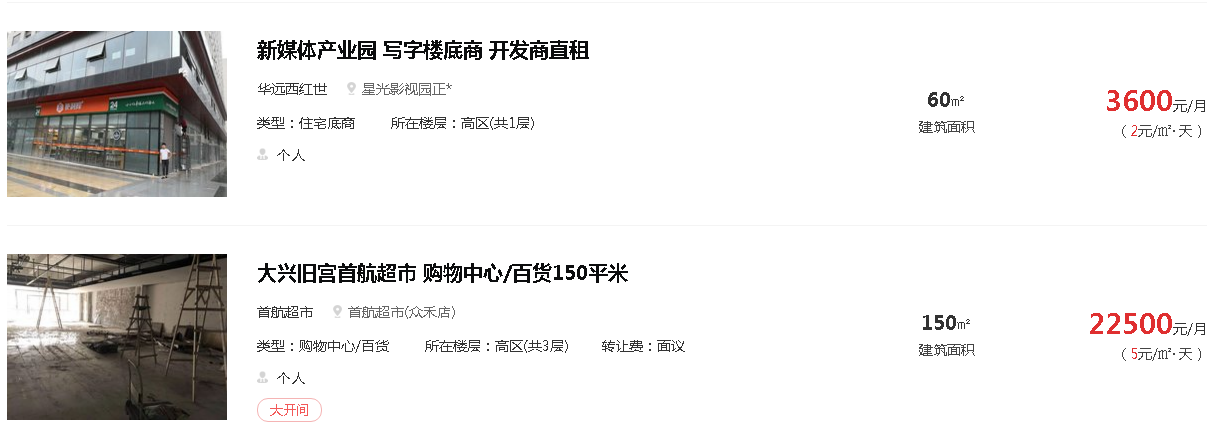 新媒体产业园 写字楼底商 开发商直租
华远西红世 星光影视园正*
类型：住宅底商 所在楼层：高区(共1层)
个人
60㎡
建筑面积
3600元/月
（ 2元/㎡·天 ）
24
大兴旧宫首航超市 购物中心/百货150平米
首航超市 首航超市(众禾店)
类型：购物中心/百货 所在楼层：高区(共3层) 转让费：面议
个人
大开间
150㎡
建筑面积
22500元/月
（ 5元/㎡·天 ）